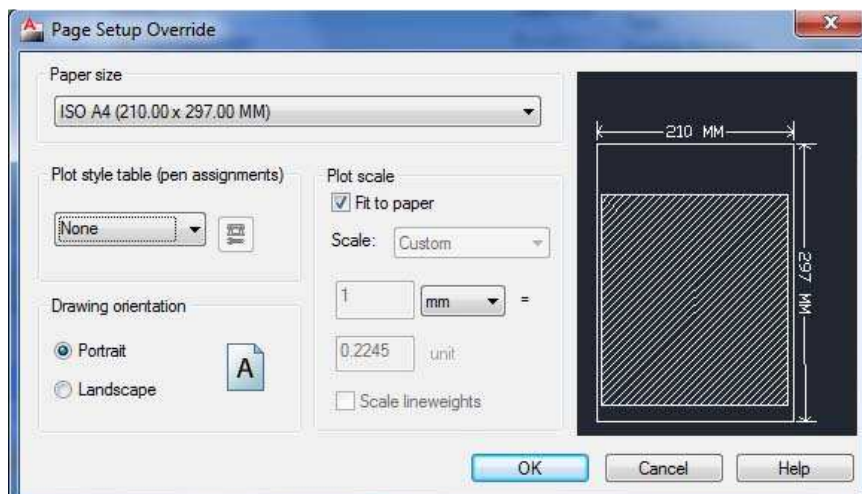 Page Setup Override
Paper size
ISO A4 (210.00 x 297.00 MM)
Plot style table (pen assignments)
None
Plot scale
Fit to paper
Scale: Custom
1 mm =
0.2245 unit
Scale lineweights
Drawing orientation
Portrait
Landscape
A
210 MM
297 MM
OK Cancel Help